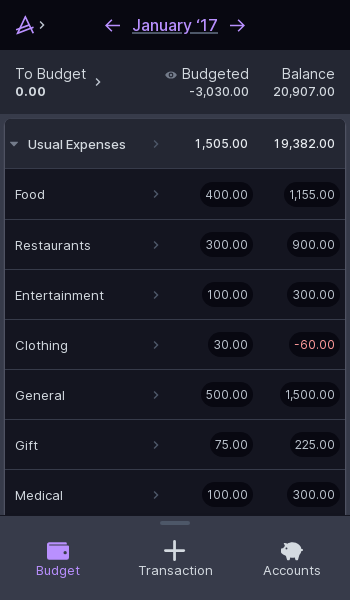 January ‘17
To Budget
0.00
Budgeted
-3,030.00
Balance
20,907.00
Usual Expenses 1,505.00 19,382.00
Food 400.00 1,155.00
Restaurants 300.00 900.00
Entertainment 100.00 300.00
Clothing 30.00 -60.00
General 500.00 1,500.00
Gift 75.00 225.00
Medical 100.00 300.00
Budget
Transaction
Accounts